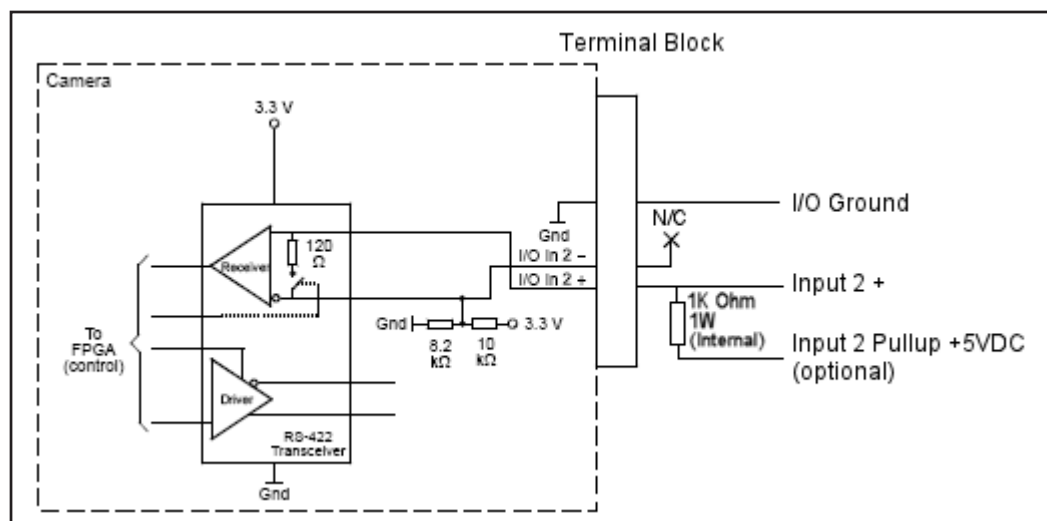 Terminal Block
Camera
3.3 V
I/O Ground
N/C
Gnd
Receiver
120
Ω
I/O In 2 –
I/O In 2 +
Input 2 +
1K Ohm
1W
(Internal)
Gnd
3.3 V
8.2
kΩ
10
kΩ
To
FPGA
(control)
Input 2 Pullup +5VDC
(optional)
Driver
RS-422
Transceiver
Gnd